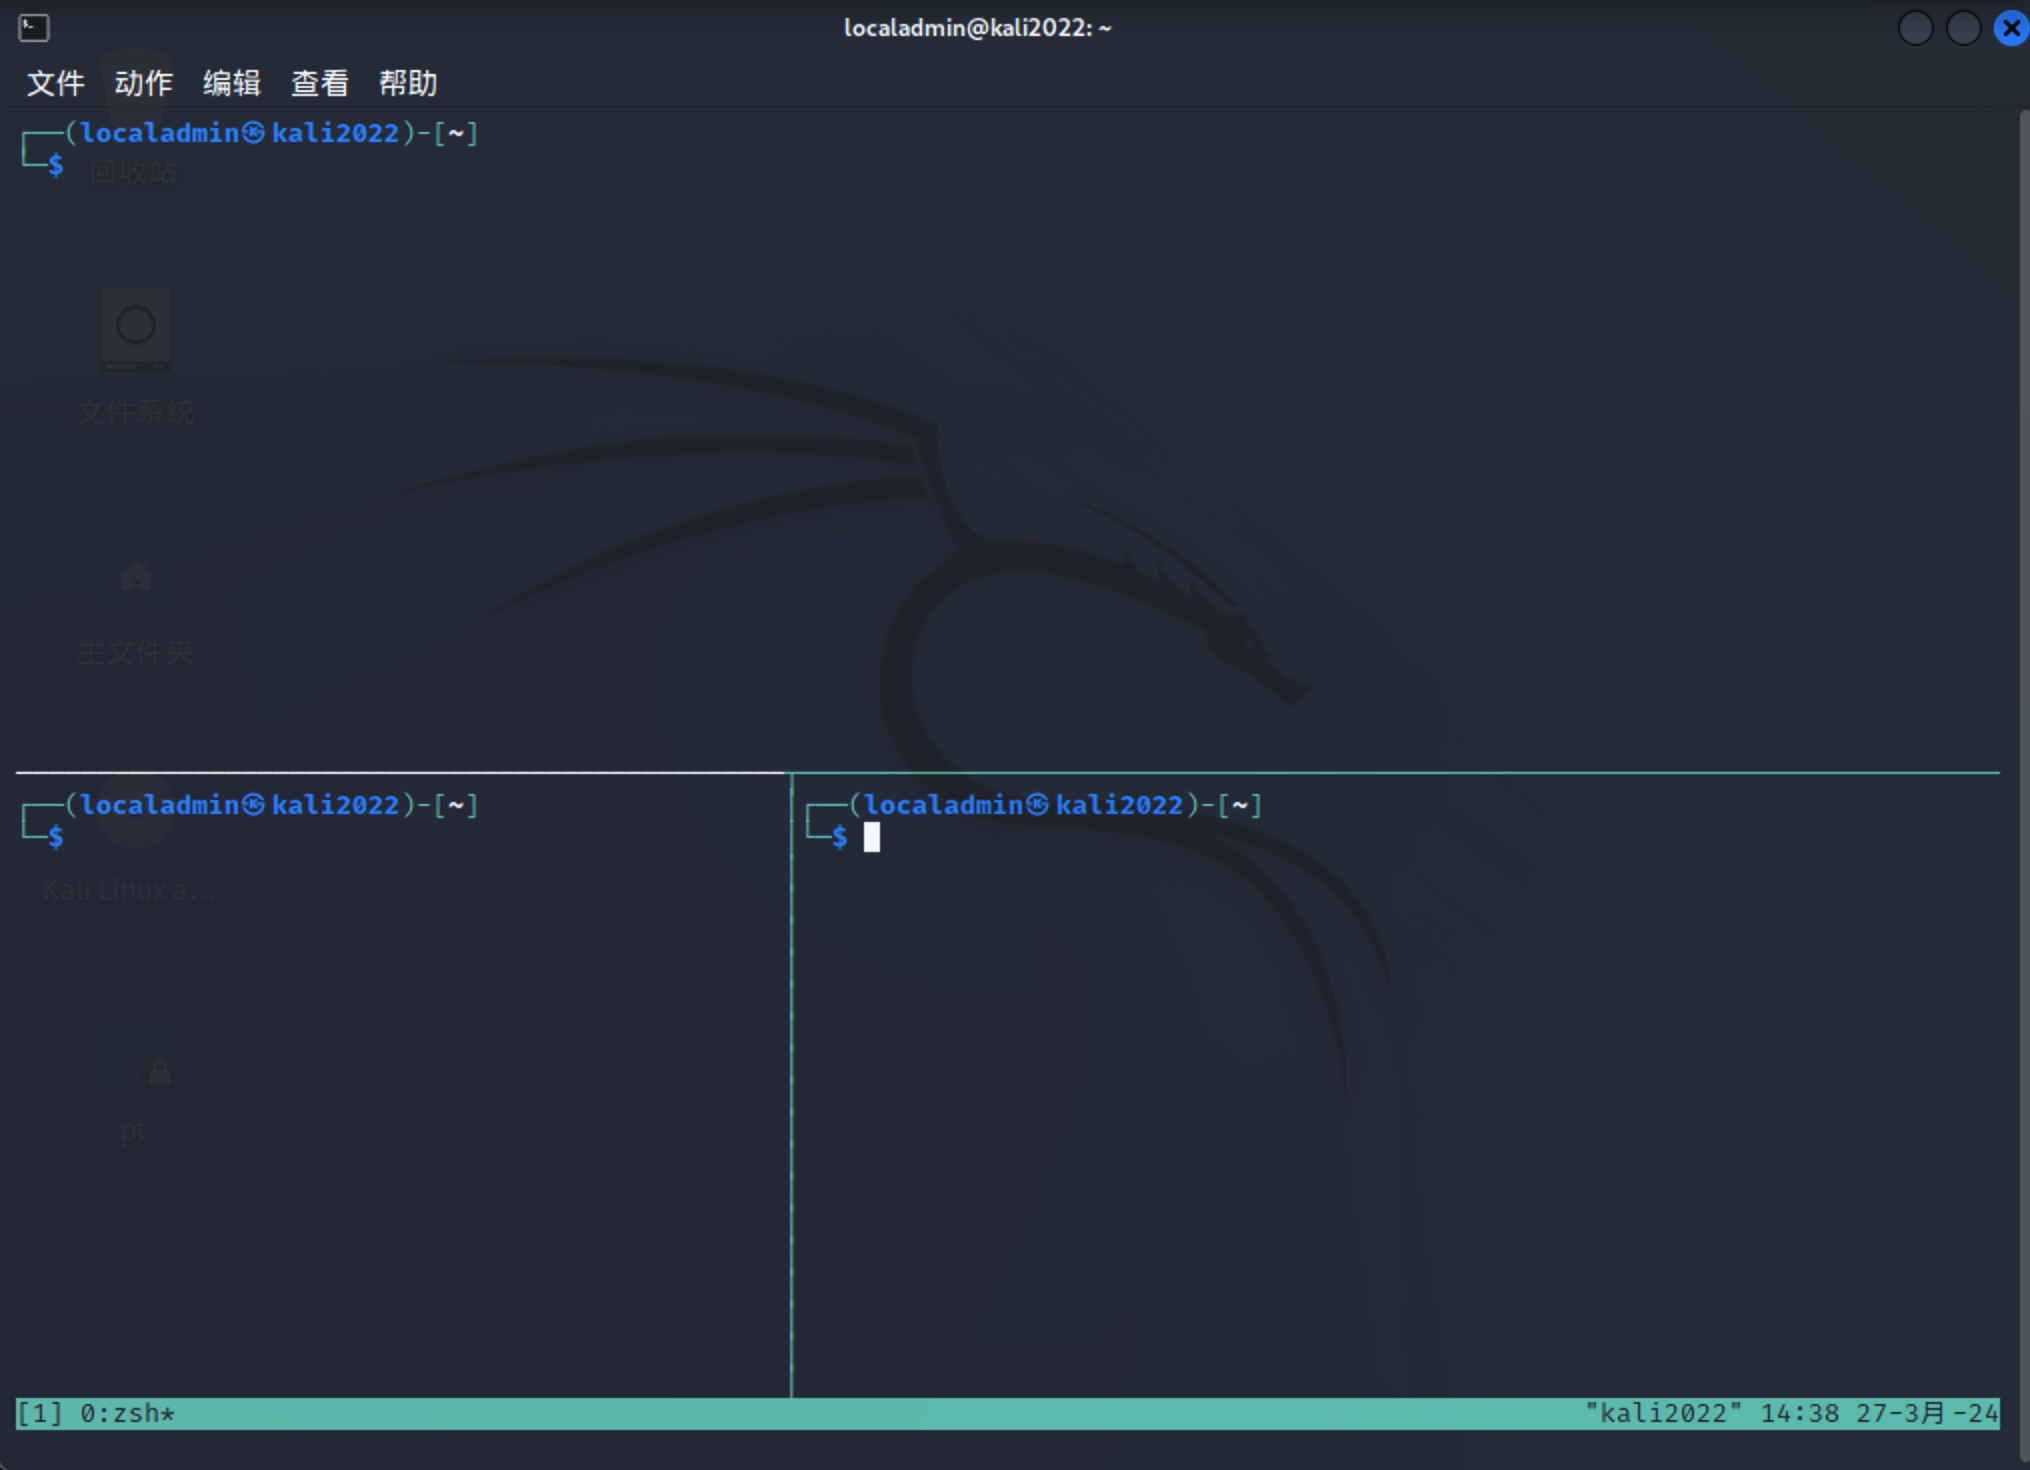 localadmin@kali2022: ~
文件 动作 编辑 查看 帮助
┌──(localadmin㉿kali2022)-[~]
└─$
回收站
文件系统
主文件夹
┌──(localadmin㉿kali2022)-[~]
└─$
┌──(localadmin㉿kali2022)-[~]
└─$
Kali Linux a...
pt
[1] 0:zsh*
"kali2022" 14:38 27-3月-24